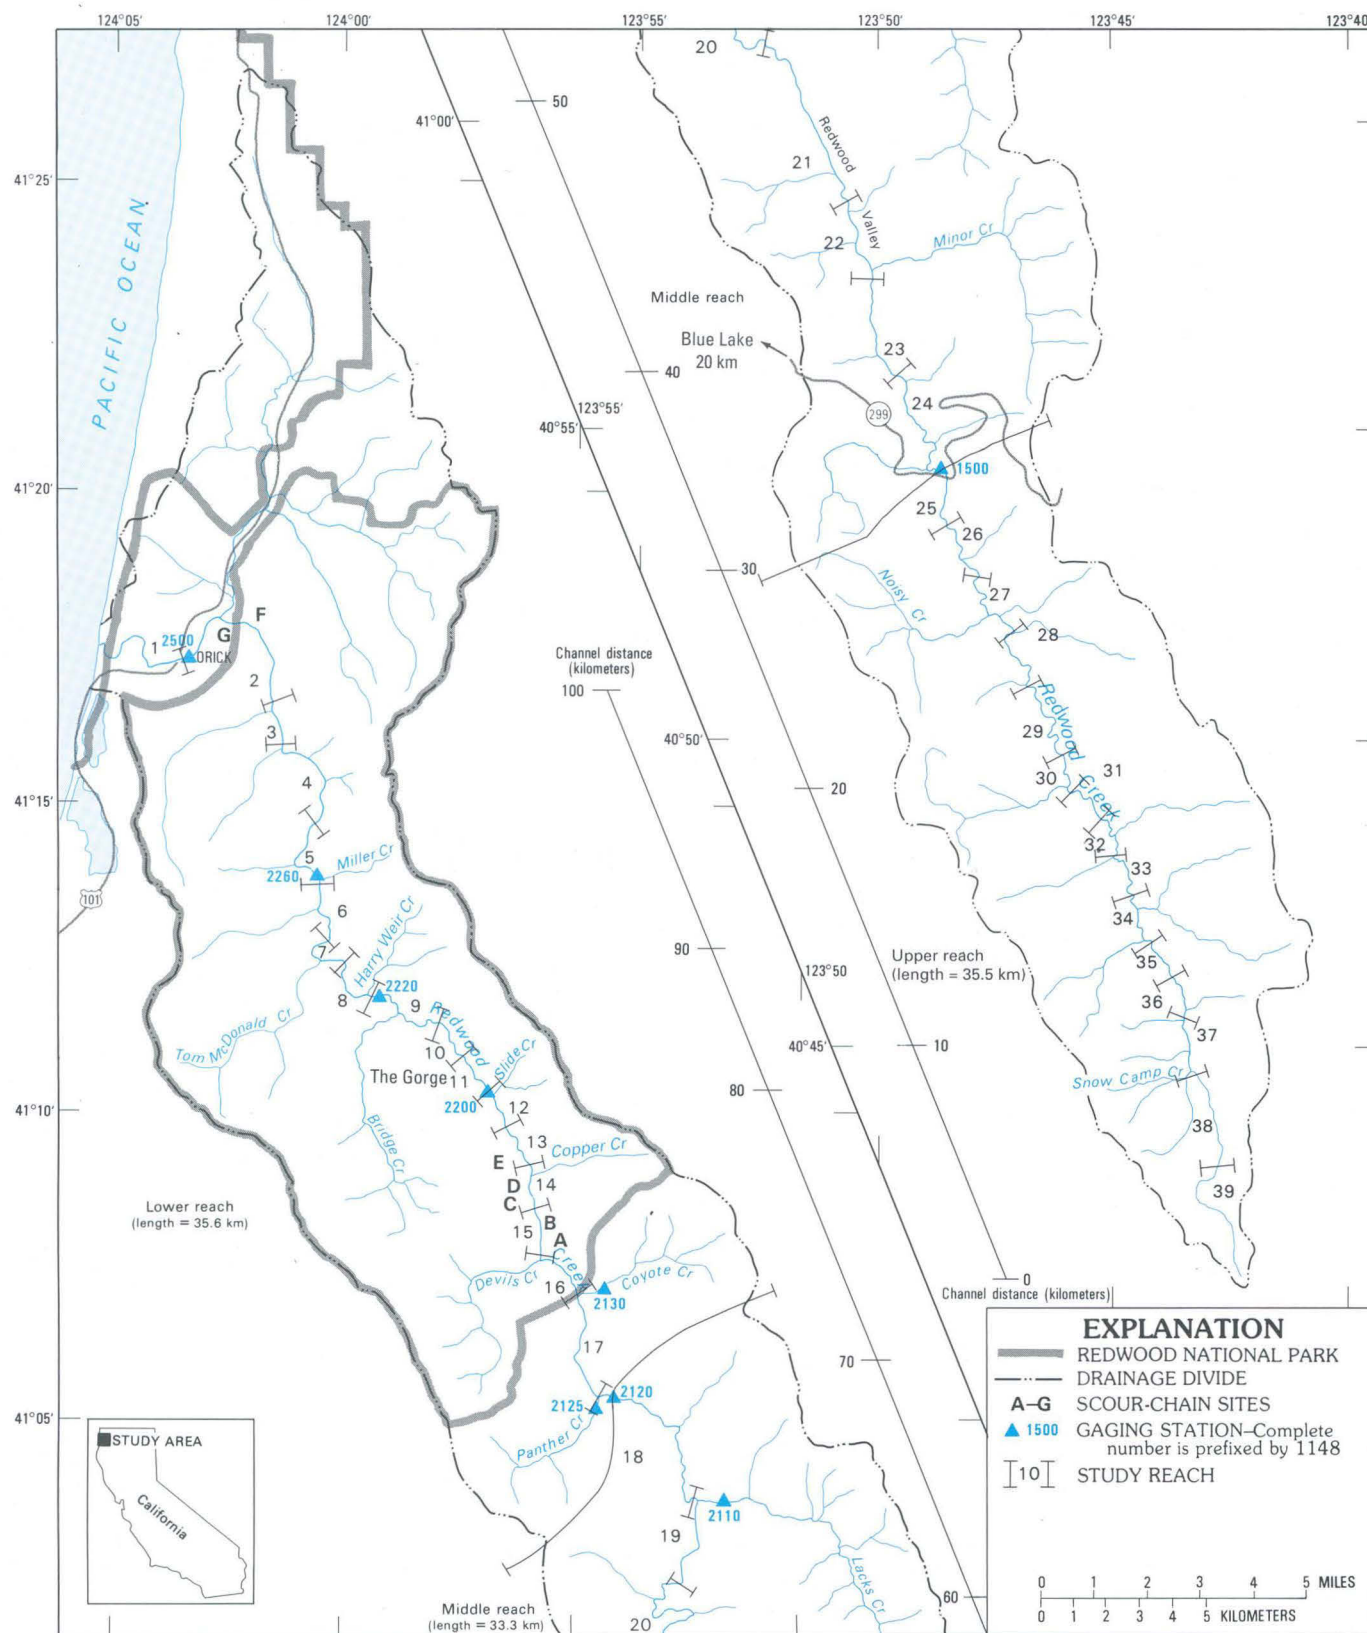 124°05'
124°00'
123°55'
123°50'
123°45'
123°40'
20
50
41°00'
Redwood
Valley
21
41°25'
22
Minor Cr
PACIFIC OCEAN
Middle reach
Blue Lake
20 km
23
40
24
123°55'
299
40°55'
1500
41°20'
25
26
30
27
Noisy Cr
28
F
G
2500
1
ORICK
Channel distance
(kilometers)
100
2
Redwood Creek
3
40°50'
29
31
30
4
20
41°15'
32
5
Miller Cr
2260
33
101
34
6
Harry Weir Cr
7
90
Upper reach
(length = 35.5 km)
123°50
35
2220
8
9
36
Redwood
37
Tom McDonald Cr
10
Slide Cr
40°45'
10
The Gorge
11
Snow Camp Cr
2200
80
41°10'
12
38
Bridge Cr
13
E
Copper Cr
D
14
C
39
Lower reach
(length = 35.6 km)
B
15
A
Creek
Devils Cr
16
Coyote Cr
2130
0
Channel distance (kilometers)
EXPLANATION
REDWOOD NATIONAL PARK
DRAINAGE DIVIDE
A–G SCOUR-CHAIN SITES
1500 GAGING STATION–Complete
number is prefixed by 1148
10 STUDY REACH
17
70
2120
2125
41°05'
Panther Cr
18
STUDY AREA
California
2110
19
Lacks Cr
60
20
Middle reach
(length = 33.3 km)
0 1 2 3 4 5 MILES
0 1 2 3 4 5 KILOMETERS